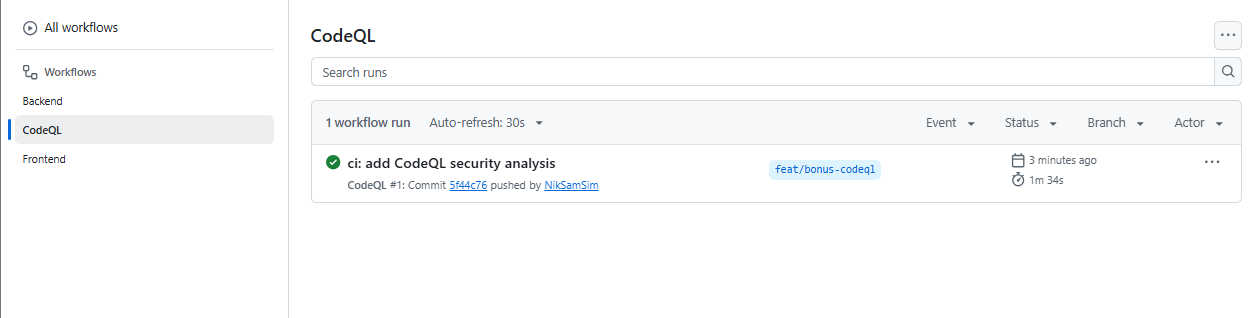 All workflows
Workflows
Backend
CodeQL
Frontend
CodeQL
Search runs
1 workflow run Auto-refresh: 30s Event Status Branch Actor
ci: add CodeQL security analysis
CodeQL #1: Commit 5f44c76 pushed by NikSamSim
feat/bonus-codeql
3 minutes ago
1m 34s